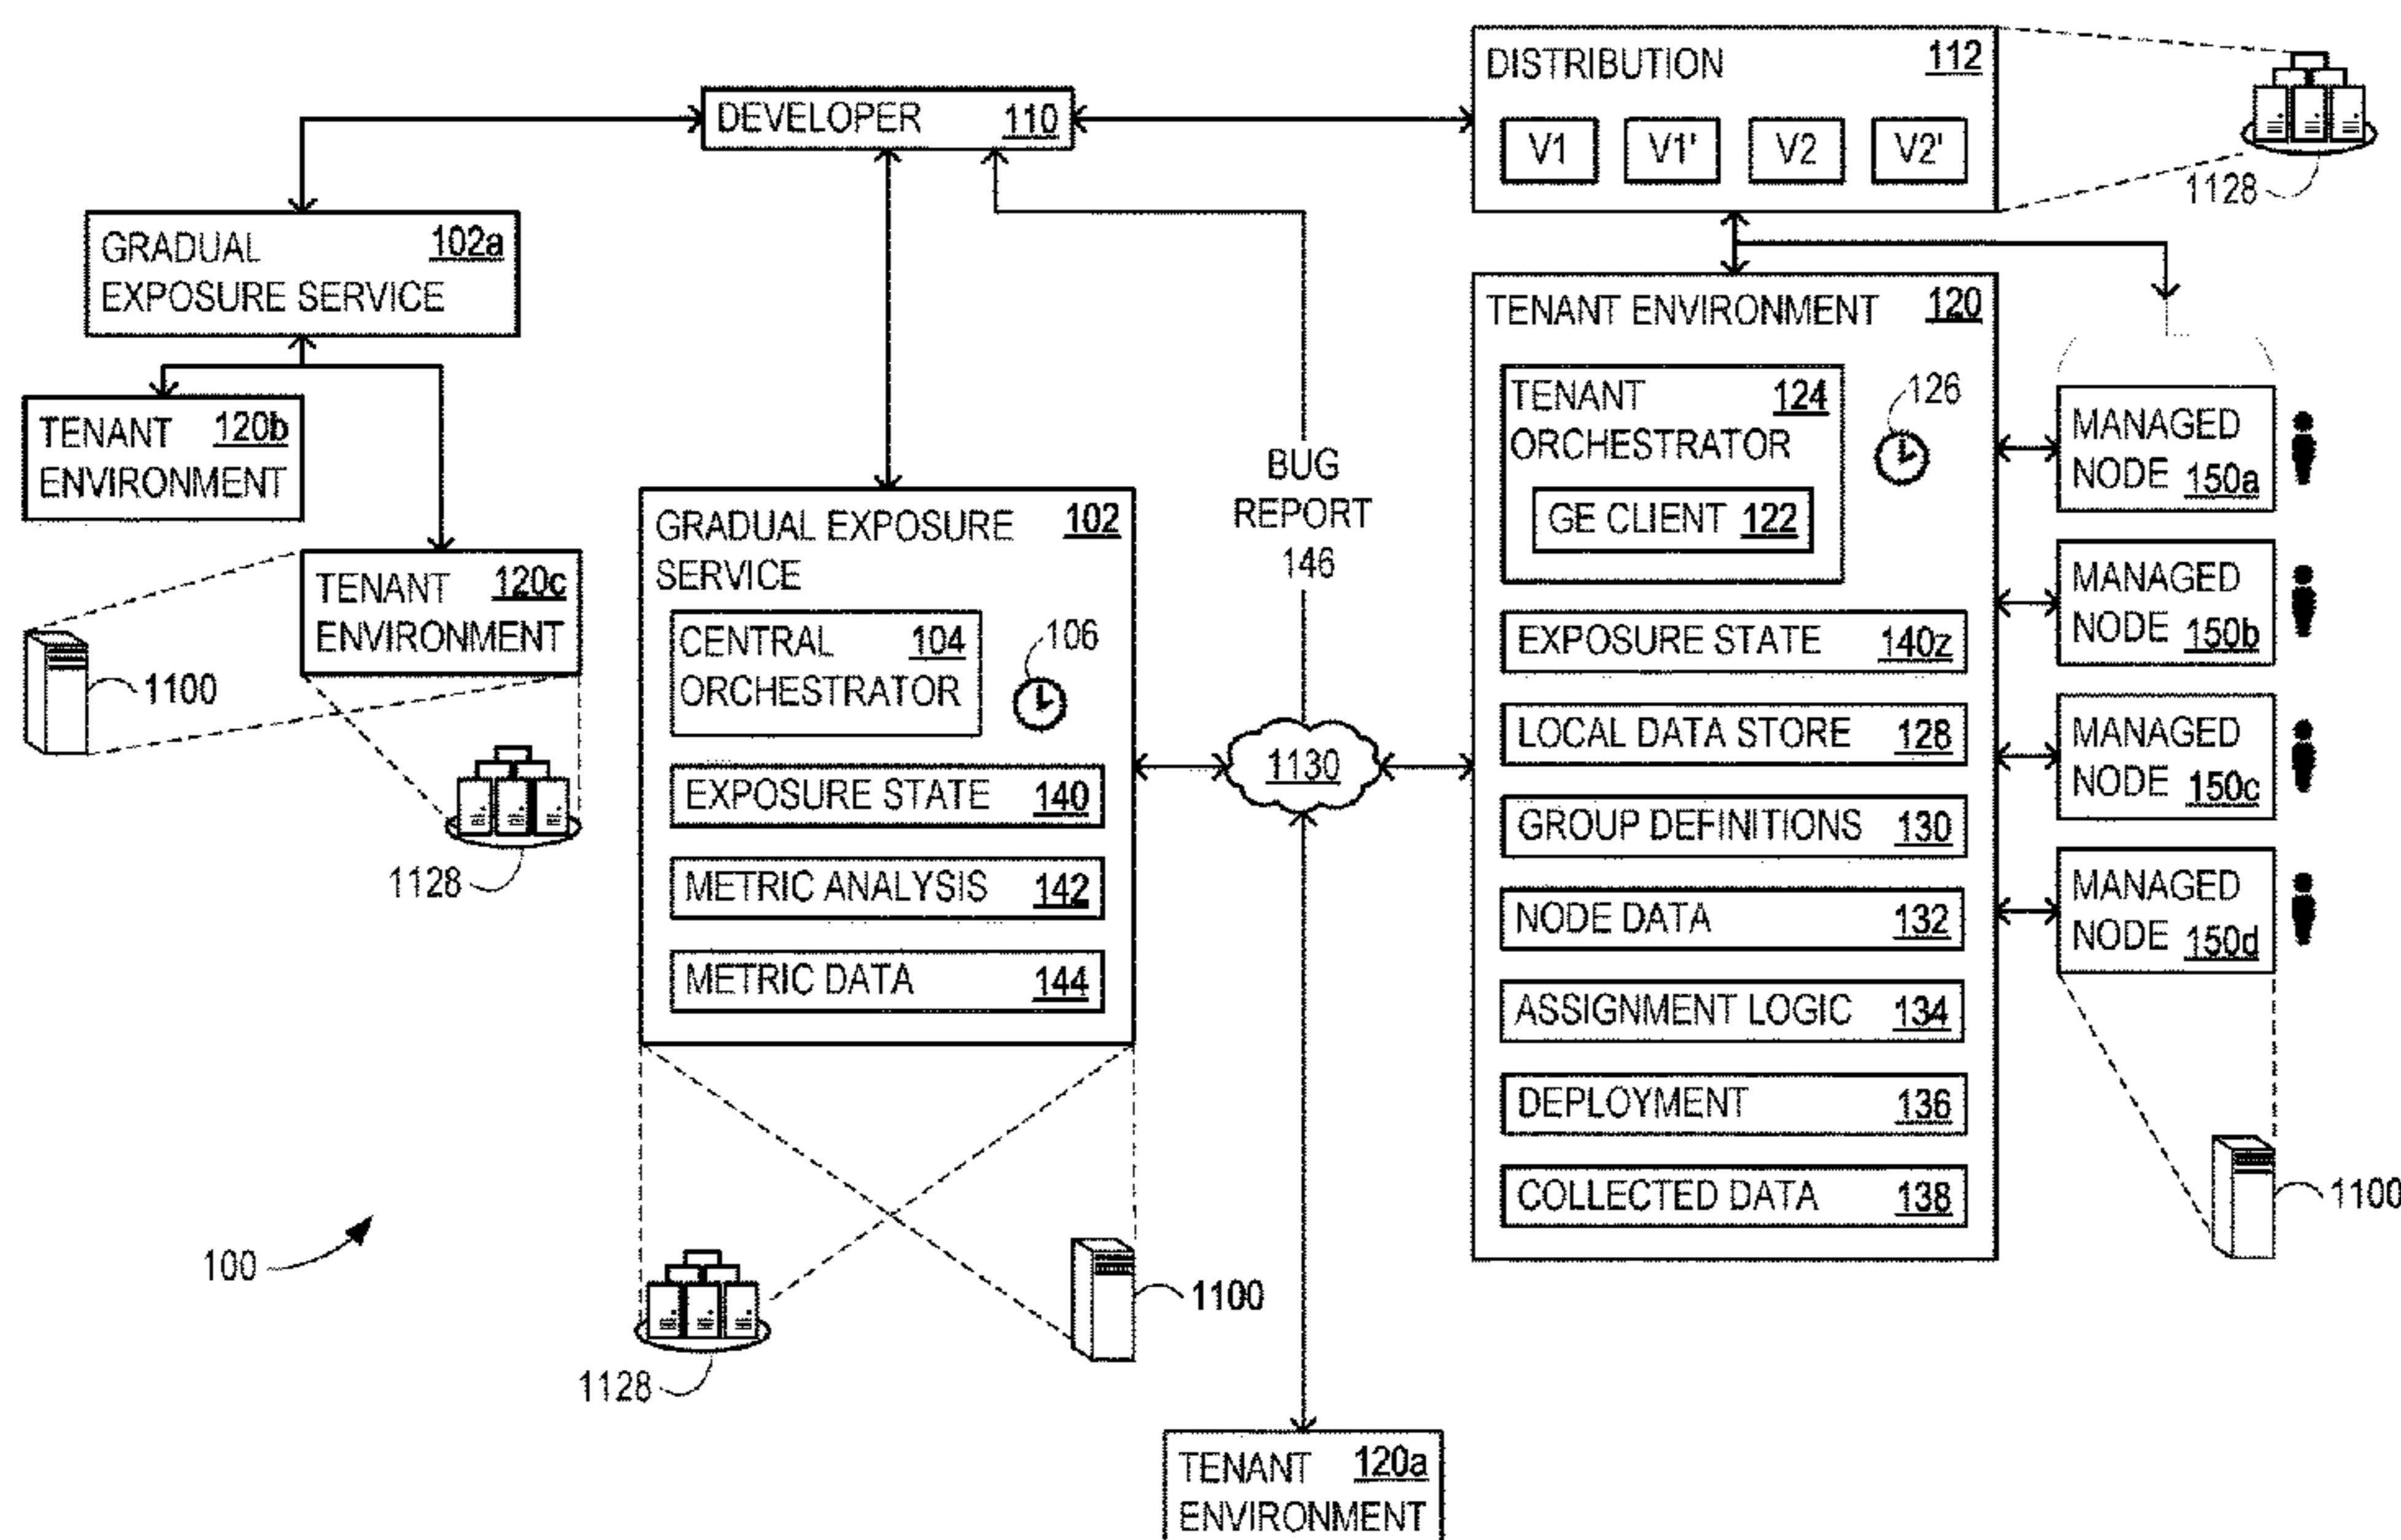 DISTRIBUTION 112
V1 V1' V2 V2'
1128
DEVELOPER 110
GRADUAL 102a
EXPOSURE SERVICE
TENANT 120b
ENVIRONMENT
TENANT 120c
ENVIRONMENT
1100
1128
GRADUAL EXPOSURE 102
SERVICE
CENTRAL 104
ORCHESTRATOR
106
EXPOSURE STATE 140
METRIC ANALYSIS 142
METRIC DATA 144
1128
1100
100
BUG
REPORT
146
1130
TENANT 120a
ENVIRONMENT
TENANT ENVIRONMENT 120
TENANT 124
ORCHESTRATOR
GE CLIENT 122
126
EXPOSURE STATE 140z
LOCAL DATA STORE 128
GROUP DEFINITIONS 130
NODE DATA 132
ASSIGNMENT LOGIC 134
DEPLOYMENT 136
COLLECTED DATA 138
MANAGED
NODE 150a
MANAGED
NODE 150b
MANAGED
NODE 150c
MANAGED
NODE 150d
1100